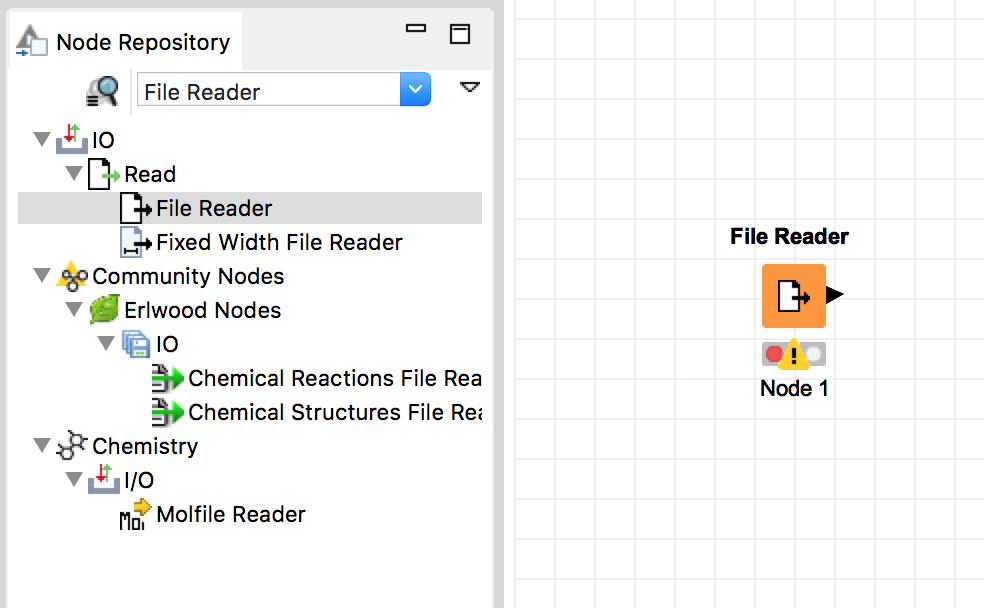 Node Repository
File Reader
IO
Read
File Reader
Fixed Width File Reader
Community Nodes
Erlwood Nodes
IO
Chemical Reactions File Rea
Chemical Structures File Rea
Chemistry
I/O
Mol
Molfile Reader
File Reader
Node 1